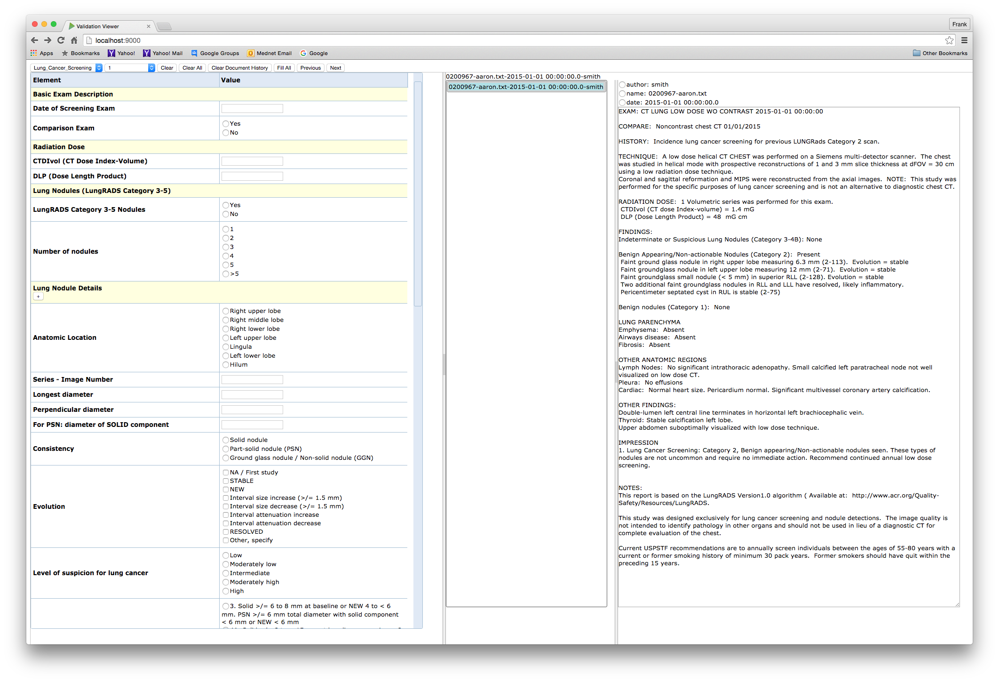 Validation Viewer
Frank
localhost:9000
Apps Bookmarks Yahoo! Yahoo! Mail Google Groups Mednet Email Google Other Bookmarks
Lung_Cancer_Screening 1 Clear Clear All Clear Document History Fill All Previous Next
Element Value
Basic Exam Description
Date of Screening Exam
Comparison Exam
Yes
No
Radiation Dose
CTDIvol (CT Dose Index-Volume)
DLP (Dose Length Product)
Lung Nodules (LungRADS Category 3-5)
LungRADS Category 3-5 Nodules
Yes
No
Number of nodules
1
2
3
4
5
>5
Lung Nodule Details
+
Anatomic Location
Right upper lobe
Right middle lobe
Right lower lobe
Left upper lobe
Lingula
Left lower lobe
Hilum
Series - Image Number
Longest diameter
Perpendicular diameter
For PSN: diameter of SOLID component
Consistency
Solid nodule
Part-solid nodule (PSN)
Ground glass nodule / Non-solid nodule (GGN)
Evolution
NA / First study
STABLE
NEW
Interval size increase (>/= 1.5 mm)
Interval size decrease (>/= 1.5 mm)
Interval attenuation increase
Interval attenuation decrease
RESOLVED
Other, specify
Level of suspicion for lung cancer
Low
Moderately low
Intermediate
Moderately high
High
3. Solid >/= 6 to 8 mm at baseline or NEW 4 to < 6
mm. PSN >/= 6 mm total diameter with solid component
< 6 mm or NEW < 6 mm
0200967-aaron.txt-2015-01-01 00:00:00.0-smith
0200967-aaron.txt-2015-01-01 00:00:00.0-smith
author: smith
name: 0200967-aaron.txt
date: 2015-01-01 00:00:00.0
EXAM: CT LUNG LOW DOSE WO CONTRAST 2015-01-01 00:00:00
COMPARE: Noncontrast chest CT 01/01/2015
HISTORY: Incidence lung cancer screening for previous LUNGRads Category 2 scan.
TECHNIQUE: A low dose helical CT CHEST was performed on a Siemens multi-detector scanner. The chest
was studied in helical mode with prospective reconstructions of 1 and 3 mm slice thickness at dFOV = 30 cm
using a low radiation dose technique.
Coronal and sagittal reformation and MIPS were reconstructed from the axial images. NOTE: This study was
performed for the specific purposes of lung cancer screening and is not an alternative to diagnostic chest CT.
RADIATION DOSE: 1 Volumetric series was performed for this exam.
CTDIvol (CT dose Index-volume) = 1.4 mG
DLP (Dose Length Product) = 48 mG cm
FINDINGS:
Indeterminate or Suspicious Lung Nodules (Category 3-4B): None
Benign Appearing/Non-actionable Nodules (Category 2): Present
Faint ground glass nodule in right upper lobe measuring 6.3 mm (2-113). Evolution = stable
Faint groundglass nodule in left upper lobe measuring 12 mm (2-71). Evolution = stable
Faint groundglass small nodule (< 5 mm) in superior RLL (2-128). Evolution = stable
Two additional faint groundglass nodules in RLL and LLL have resolved, likely inflammatory.
Pericentimeter septated cyst in RUL is stable (2-75)
Benign nodules (Category 1): None
LUNG PARENCHYMA
Emphysema: Absent
Airways disease: Absent
Fibrosis: Absent
OTHER ANATOMIC REGIONS
Lymph Nodes: No significant intrathoracic adenopathy. Small calcified left paratracheal node not well
visualized on low dose CT.
Pleura: No effusions
Cardiac: Normal heart size. Pericardium normal. Significant multivessel coronary artery calcification.
OTHER FINDINGS:
Double-lumen left central line terminates in horizontal left brachiocephalic vein.
Thyroid: Stable calcification left lobe.
Upper abdomen suboptimally visualized with low dose technique.
IMPRESSION
1. Lung Cancer Screening: Category 2, Benign appearing/Non-actionable nodules seen. These types of
nodules are not uncommon and require no immediate action. Recommend continued annual low dose
screening.
NOTES:
This report is based on the LungRADS Version1.0 algorithm ( Available at: http://www.acr.org/Quality-
Safety/Resources/LungRADS.
This study was designed exclusively for lung cancer screening and nodule detections. The image quality is
not intended to identify pathology in other organs and should not be used in lieu of a diagnostic CT for
complete evaluation of the chest.
Current USPSTF recommendations are to annually screen individuals between the ages of 55-80 years with a
current or former smoking history of minimum 30 pack years. Former smokers should have quit within the
preceding 15 years.